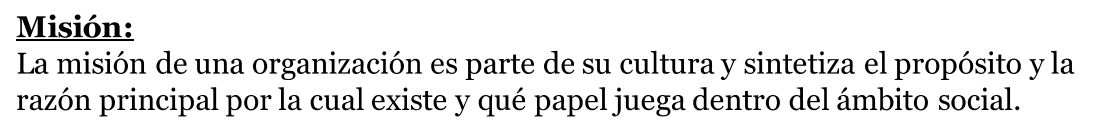 Misión:
La misión de una organización es parte de su cultura y sintetiza el propósito y la
razón principal por la cual existe y qué papel juega dentro del ámbito social.